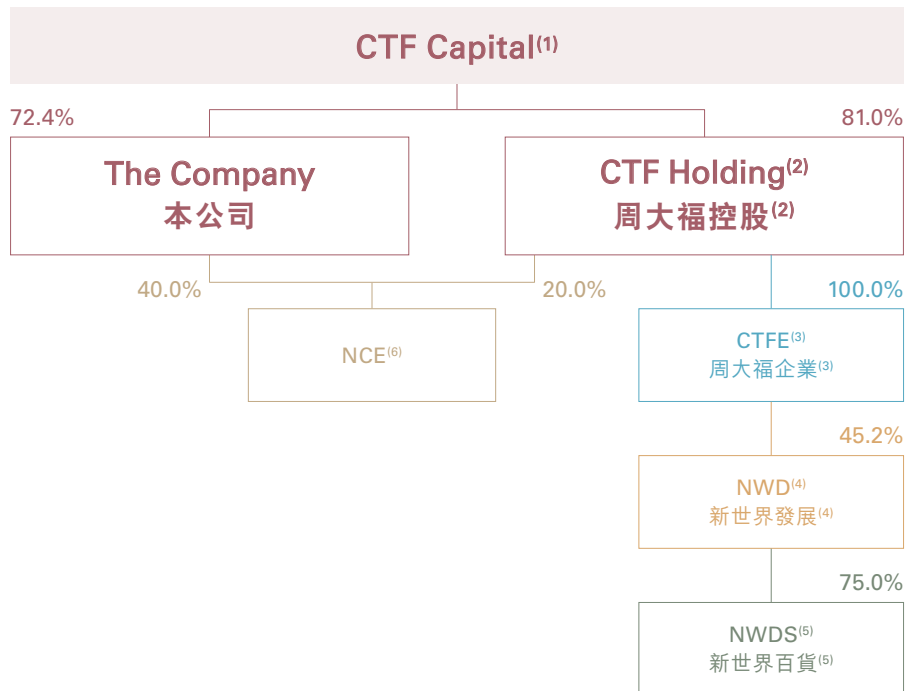 CTF Capital(1)
72.4%
81.0%
The Company
本公司
CTF Holding(2)
周大福控股(2)
40.0%
20.0%
100.0%
NCE(6)
CTFE(3)
周大福企業(3)
45.2%
NWD(4)
新世界發展(4)
75.0%
NWDS(5)
新世界百貨(5)